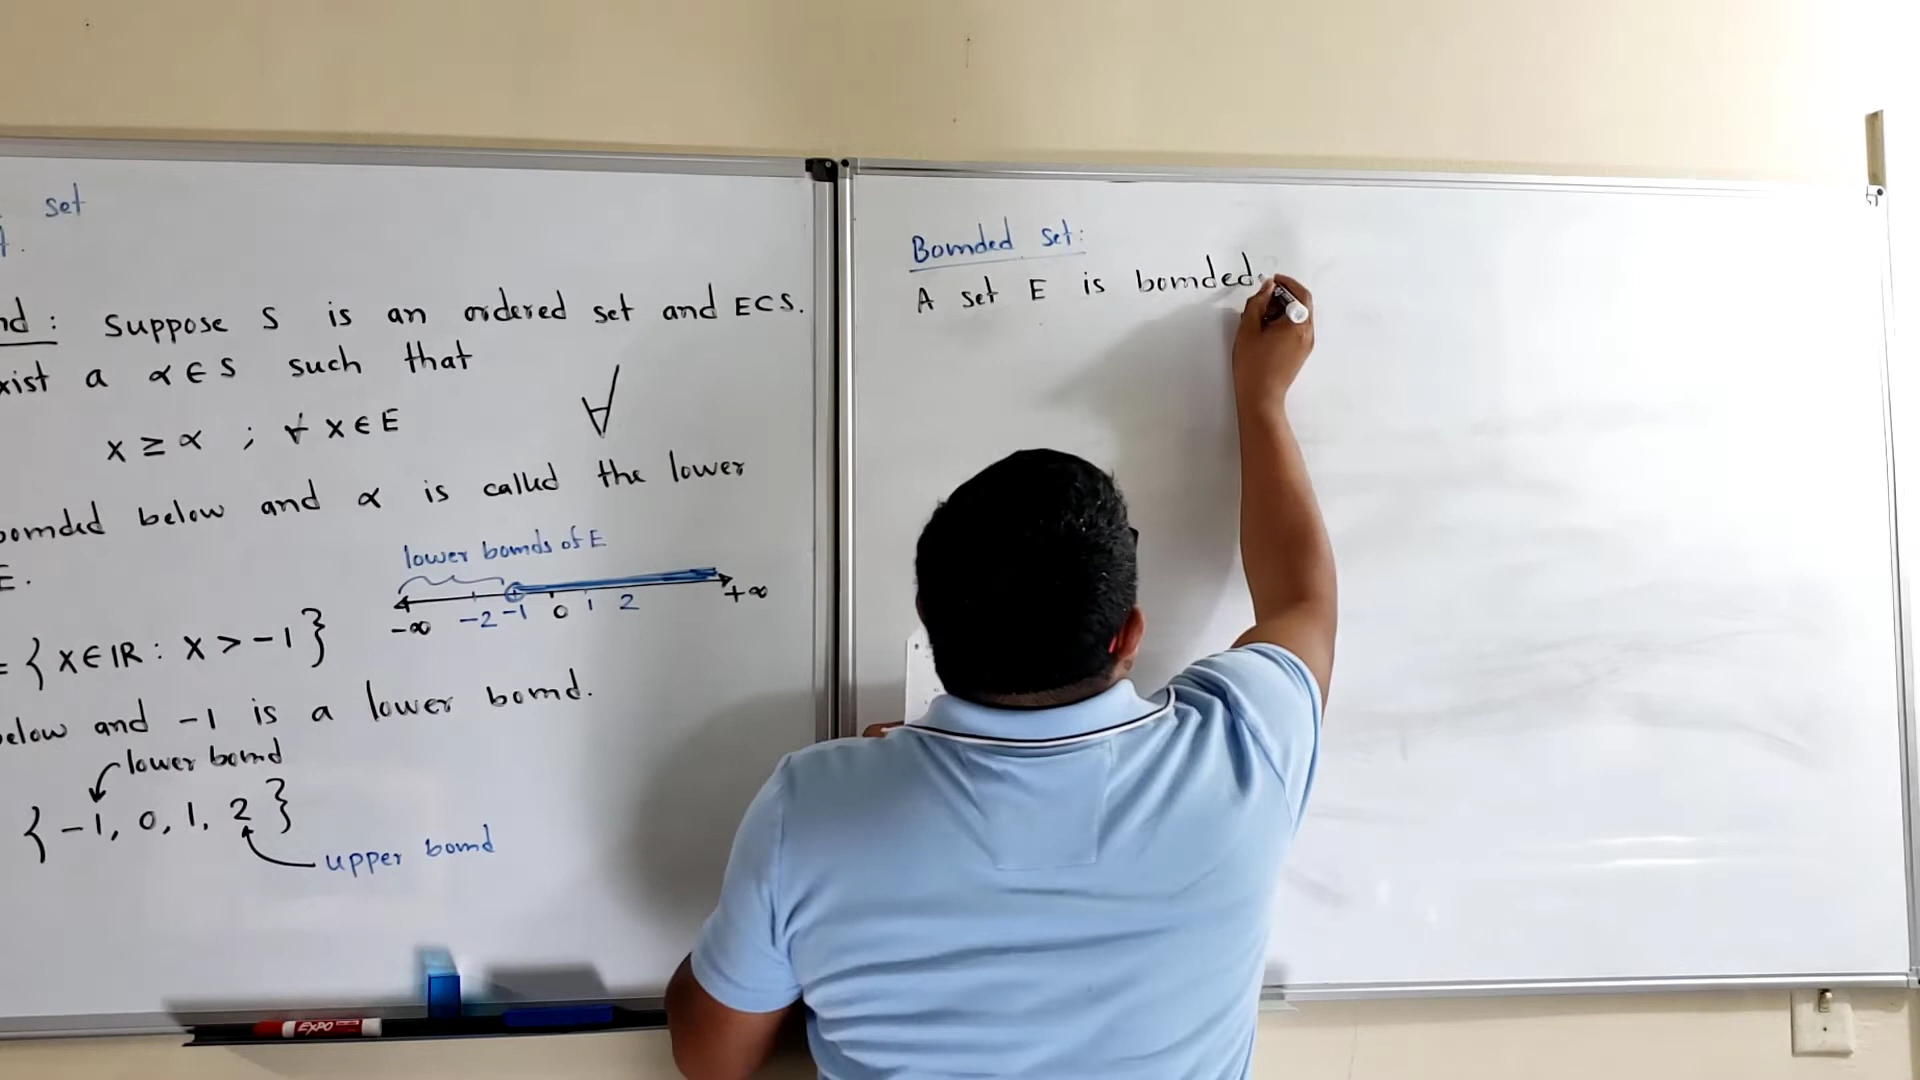 set
nd : Suppose S is an ordered set and E⊂S.
xist a α∈S such that
x ≥ α ; ∀ x∈E
∀
bounded below and α is called the lower
E.
lower bounds of E
-∞ -2 -1 0 1 2 +∞
= { x∈IR : x > -1 }
elow and -1 is a lower bound.
lower bound
{ -1, 0, 1, 2 }
upper bound
EXPO
Bounded set:
A set E is bounded